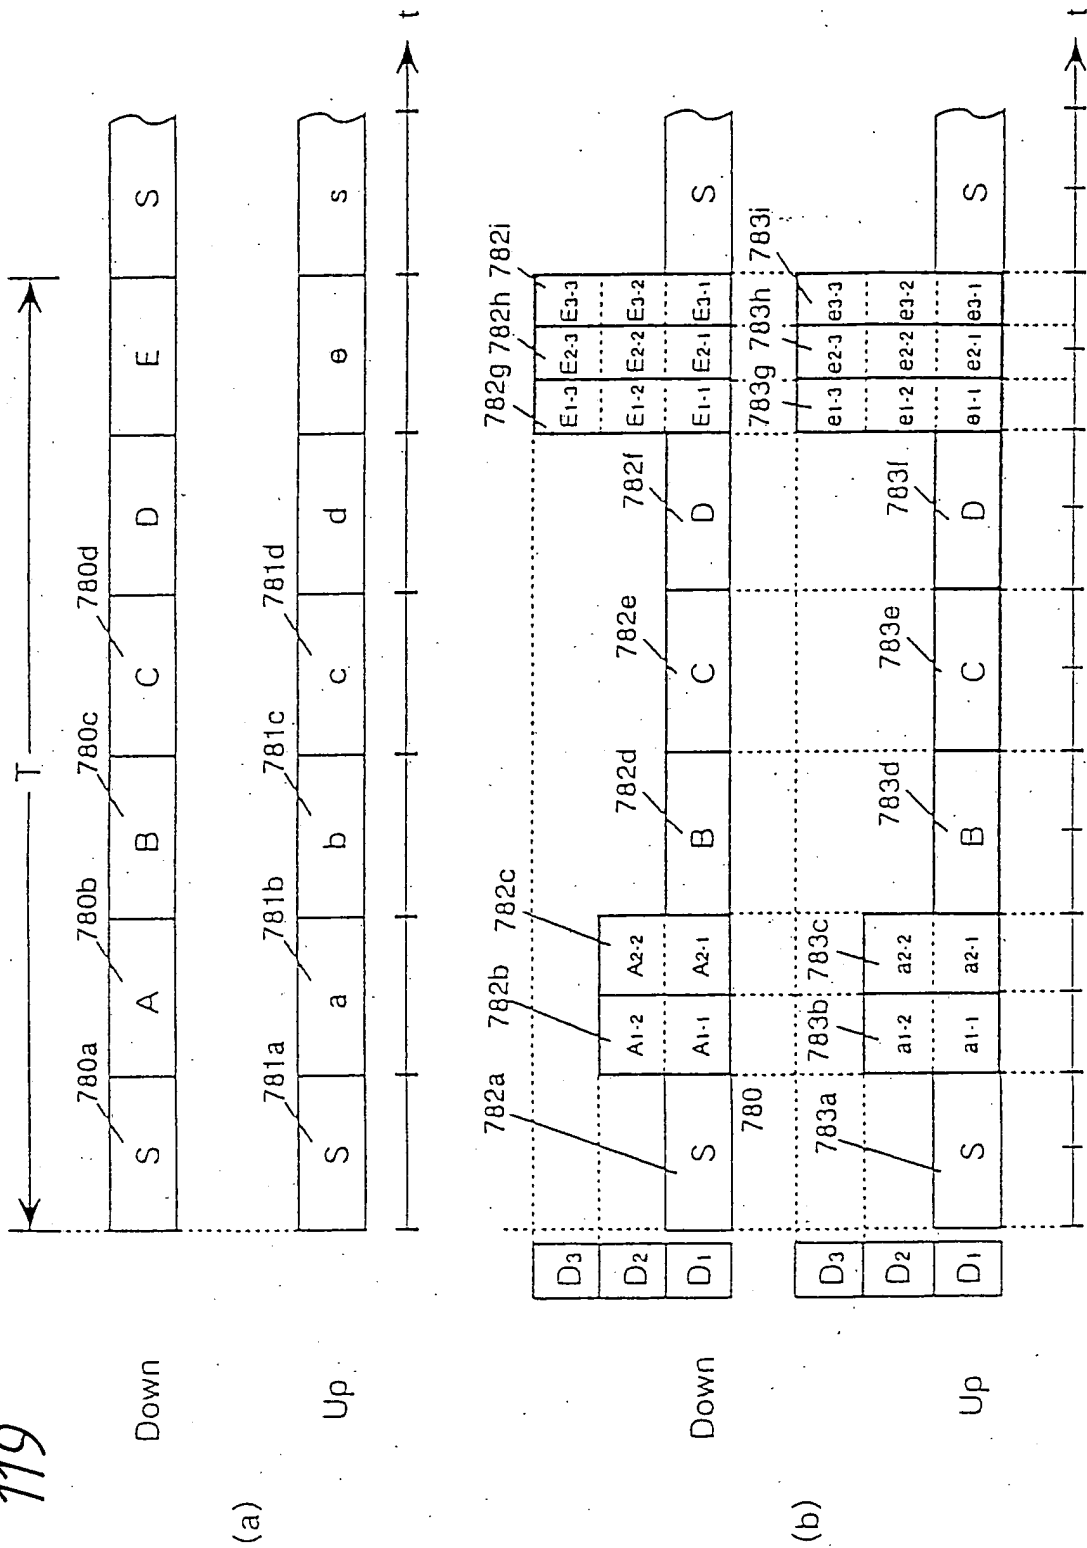 119
T
780a 780b 780c 780d
Down S A B C D E S
781a 781b 781c 781d
Up S a b c d e s
t
(a)
782g 782h 782i
782a 782b 782c 782d 782e 782f
D3 E1-3 E2-3 E3-3
D2 A1-2 A2-2 E1-2 E2-2 E3-2
Down D1 S A1-1 A2-1 B C D E1-1 E2-1 E3-1 S
780
783g 783h 783i
783a 783b 783c 783d 783e 783f
D3 e1-3 e2-3 e3-3
D2 a1-2 a2-2 e1-2 e2-2 e3-2
Up D1 S a1-1 a2-1 B C D e1-1 e2-1 e3-1 S
t
(b)